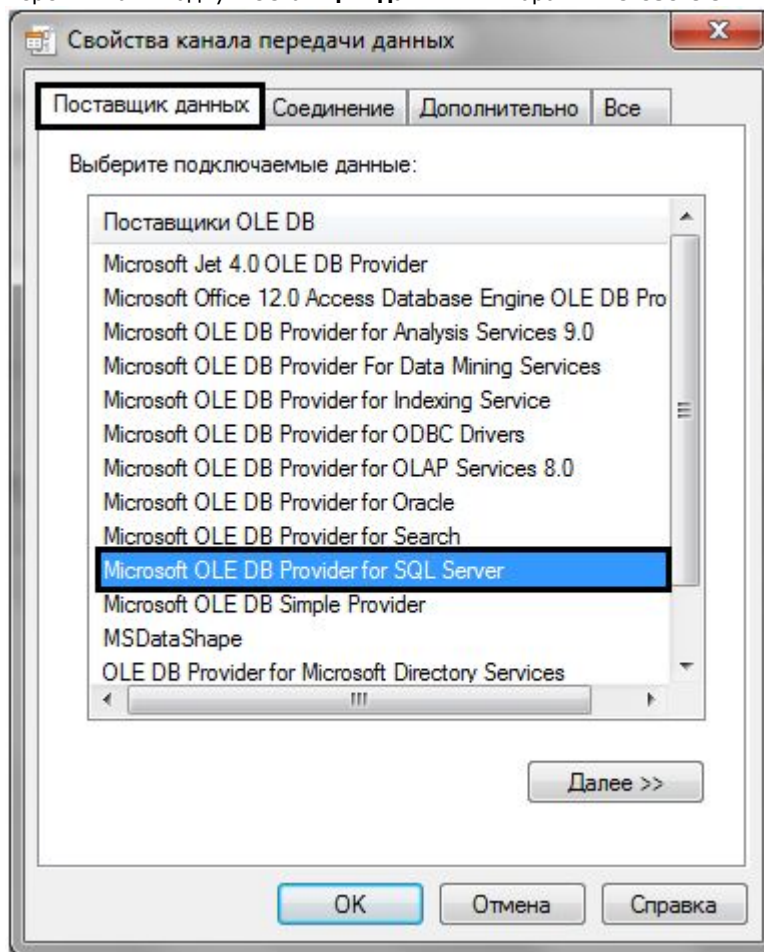 Свойства канала передачи данных
Поставщик данных Соединение Дополнительно Все
Выберите подключаемые данные:
Поставщики OLE DB
Microsoft Jet 4.0 OLE DB Provider
Microsoft Office 12.0 Access Database Engine OLE DB Pro
Microsoft OLE DB Provider for Analysis Services 9.0
Microsoft OLE DB Provider For Data Mining Services
Microsoft OLE DB Provider for Indexing Service
Microsoft OLE DB Provider for ODBC Drivers
Microsoft OLE DB Provider for OLAP Services 8.0
Microsoft OLE DB Provider for Oracle
Microsoft OLE DB Provider for Search
Microsoft OLE DB Provider for SQL Server
Microsoft OLE DB Simple Provider
MSDataShape
OLE DB Provider for Microsoft Directory Services
Далее >>
ОК Отмена Справка